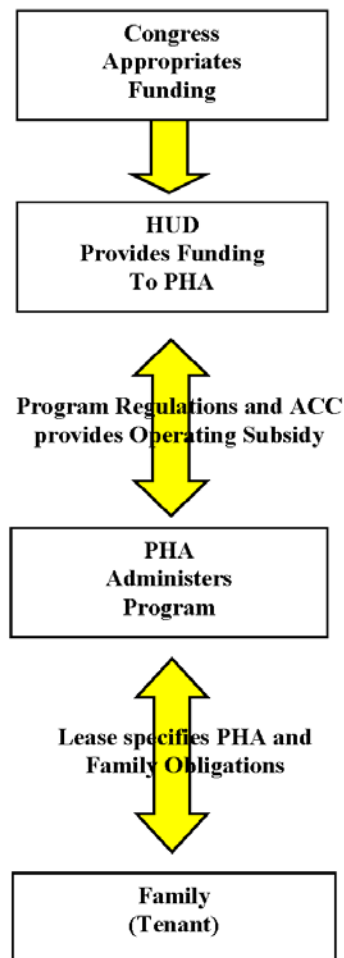 Congress
Appropriates
Funding
HUD
Provides Funding
To PHA
Program Regulations and ACC
provides Operating Subsidy
PHA
Administers
Program
Lease specifies PHA and
Family Obligations
Family
(Tenant)